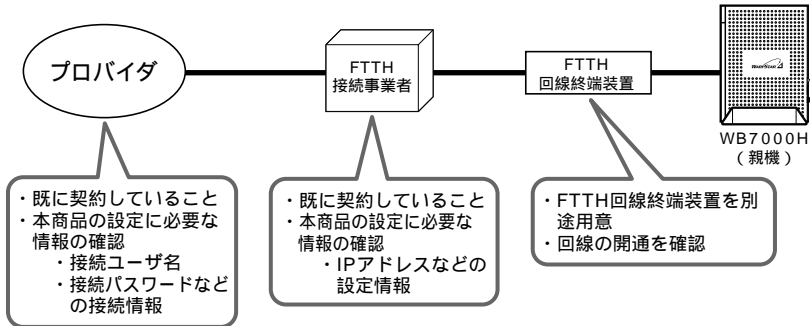 プロバイダ
FTTH
接続事業者
FTTH
回線終端装置
WARPSTAR Δ
WB7000H
(親機)
・既に契約していること
・本商品の設定に必要な
情報の確認
・接続ユーザ名
・接続パスワードなど
の接続情報
・既に契約していること
・本商品の設定に必要な
情報の確認
・IPアドレスなどの
設定情報
・FTTH回線終端装置を別
途用意
・回線の開通を確認